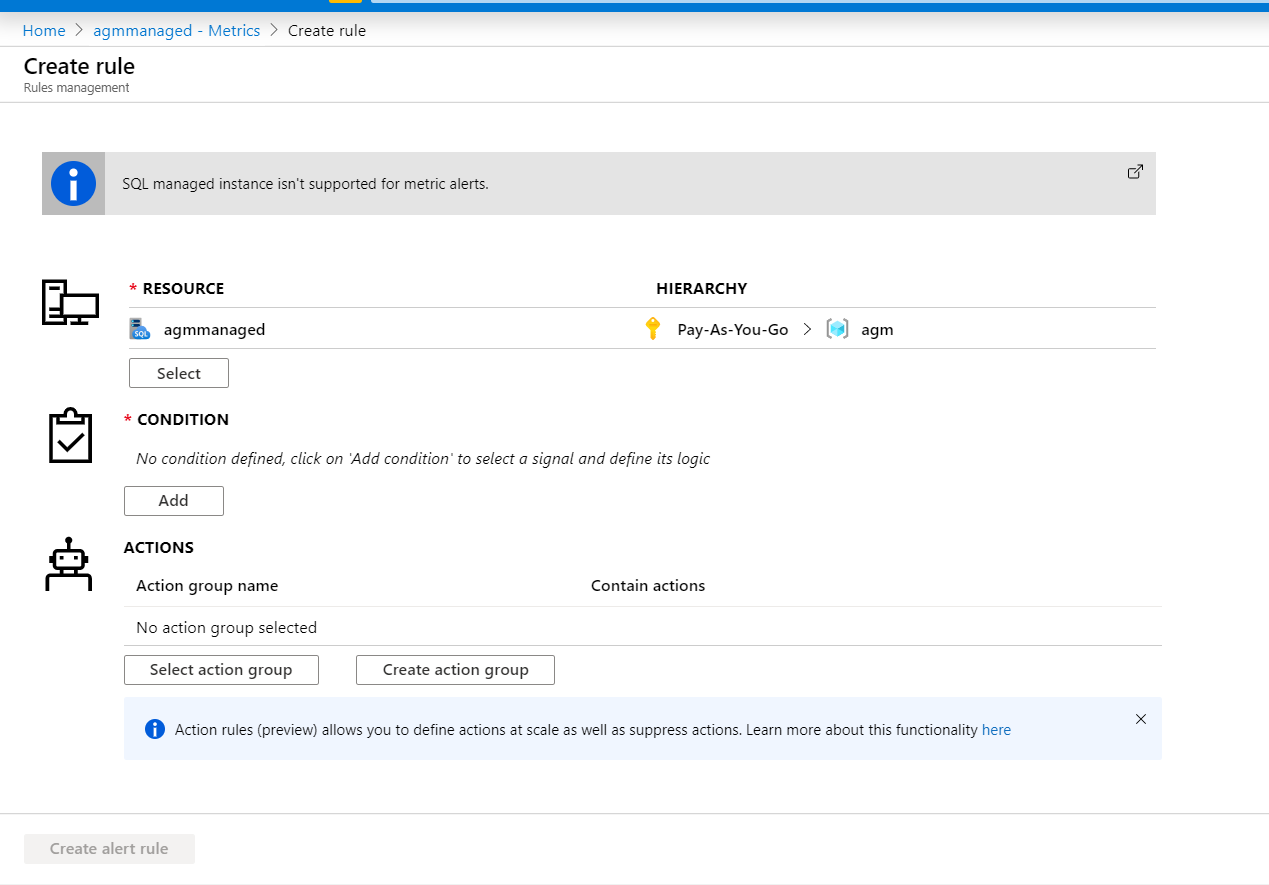 Home > agmmanaged - Metrics > Create rule
Create rule
Rules management
SQL managed instance isn't supported for metric alerts.
* RESOURCE HIERARCHY
SQL agmmanaged Pay-As-You-Go > agm
Select
* CONDITION
No condition defined, click on 'Add condition' to select a signal and define its logic
Add
ACTIONS
Action group name Contain actions
No action group selected
Select action group Create action group
Action rules (preview) allows you to define actions at scale as well as suppress actions. Learn more about this functionality here
Create alert rule